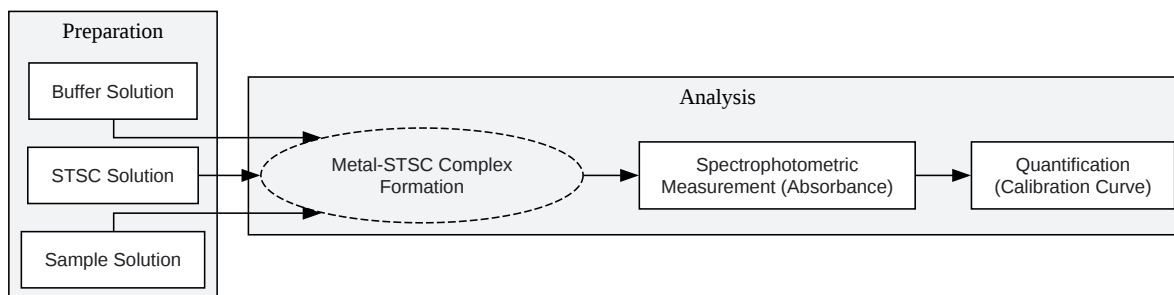 Preparation
Buffer Solution
STSC Solution
Sample Solution
Analysis
Metal-STSC Complex
Formation
Spectrophotometric
Measurement (Absorbance)
Quantification
(Calibration Curve)